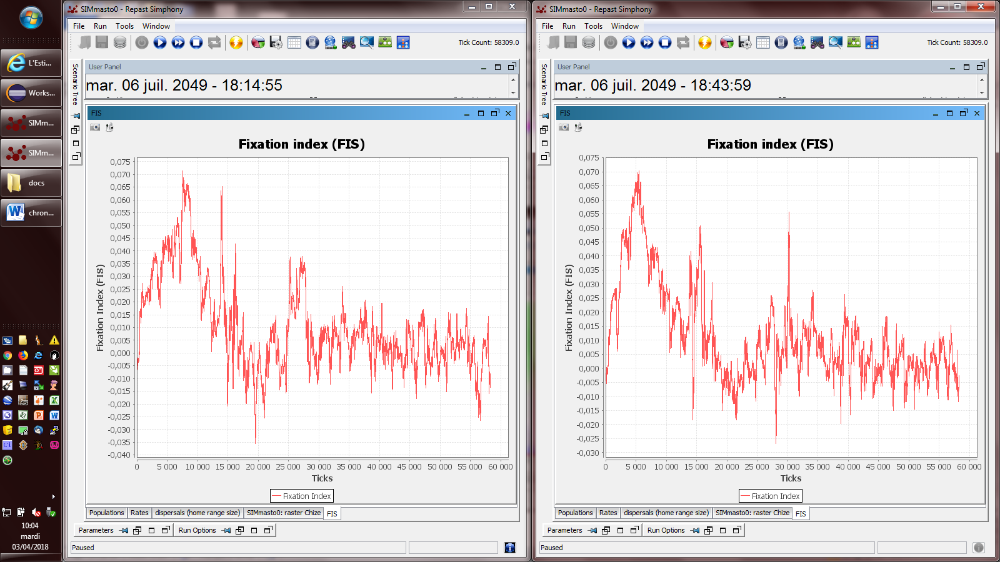 SIMmasto0 - Repast Simphony
File Run Tools Window
Tick Count: 58309.0
Scenario Tree
User Panel
mar. 06 juil. 2049 - 18:14:55
FIS
Fixation index (FIS)
Fixation Index (FIS)
0,075
0,070
0,065
0,060
0,055
0,050
0,045
0,040
0,035
0,030
0,025
0,020
0,015
0,010
0,005
0,000
-0,005
-0,010
-0,015
-0,020
-0,025
-0,030
-0,035
-0,040
0 5 000 10 000 15 000 20 000 25 000 30 000 35 000 40 000 45 000 50 000 55 000 60 000
Ticks
Fixation Index
Populations Rates dispersals (home range size) SIMmasto0: raster Chize FIS
Parameters Run Options
Paused
SIMmasto0 - Repast Simphony
File Run Tools Window
Tick Count: 58309.0
Scenario Tree
User Panel
mar. 06 juil. 2049 - 18:43:59
FIS
Fixation index (FIS)
Fixation Index (FIS)
0,075
0,070
0,065
0,060
0,055
0,050
0,045
0,040
0,035
0,030
0,025
0,020
0,015
0,010
0,005
0,000
-0,005
-0,010
-0,015
-0,020
-0,025
-0,030
0 5 000 10 000 15 000 20 000 25 000 30 000 35 000 40 000 45 000 50 000 55 000 60 000
Ticks
Fixation Index
Populations Rates dispersals (home range size) SIMmasto0: raster Chize FIS
Parameters Run Options
Paused
L'Esti...
Works...
SIMm...
SIMm...
docs
chron...
10:04
mardi
03/04/2018